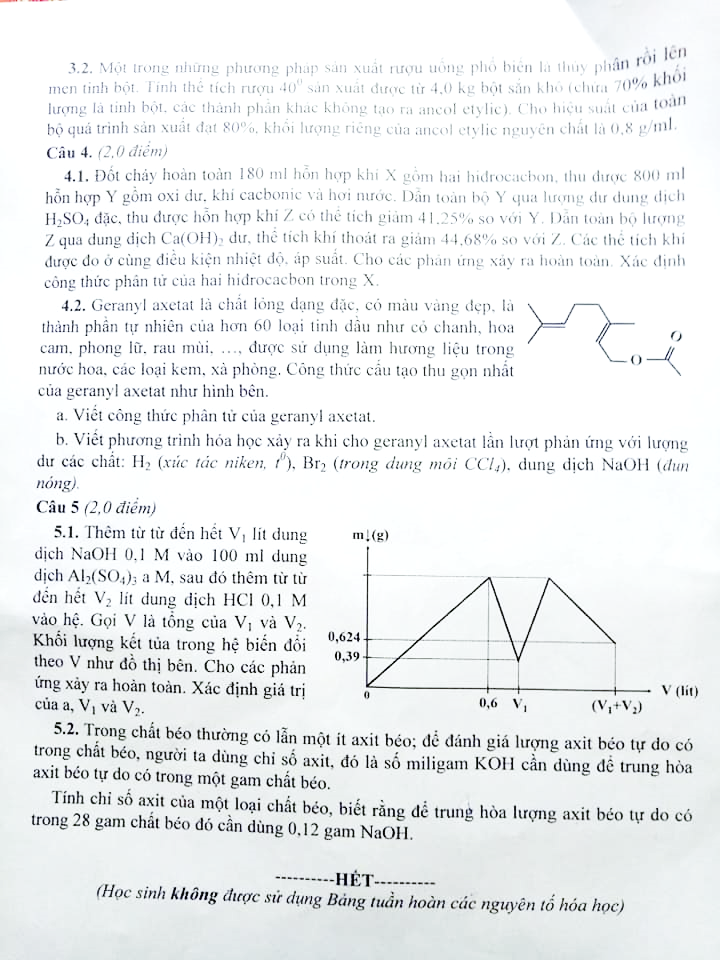 3.2. Một trong những phương pháp sản xuất rượu uống phổ biến là thủy phân rồi lên
men tinh bột. Tính thể tích rượu 40⁰ sản xuất được từ 4,0 kg bột sắn khô (chứa 70% khối
lượng là tinh bột, các thành phần khác không tạo ra ancol etylic). Cho hiệu suất của toàn
bộ quá trình sản xuất đạt 80%, khối lượng riêng của ancol etylic nguyên chất là 0,8 g/ml.
Câu 4. (2,0 điểm)
4.1. Đốt cháy hoàn toàn 180 ml hỗn hợp khí X gồm hai hiđrocacbon, thu được 800 ml
hỗn hợp Y gồm oxi dư, khí cacbonic và hơi nước. Dẫn toàn bộ Y qua lượng dư dung dịch
H₂SO₄ đặc, thu được hỗn hợp khí Z có thể tích giảm 41,25% so với Y. Dẫn toàn bộ lượng
Z qua dung dịch Ca(OH)₂ dư, thể tích khí thoát ra giảm 44,68% so với Z. Các thể tích khí
được đo ở cùng điều kiện nhiệt độ, áp suất. Cho các phản ứng xảy ra hoàn toàn. Xác định
công thức phân tử của hai hiđrocacbon trong X.
4.2. Geranyl axetat là chất lỏng dạng đặc, có màu vàng đẹp, là
thành phần tự nhiên của hơn 60 loại tinh dầu như cỏ chanh, hoa
cam, phong lữ, rau mùi, …, được sử dụng làm hương liệu trong
nước hoa, các loại kem, xà phòng. Công thức cấu tạo thu gọn nhất
của geranyl axetat như hình bên.
O
O
a. Viết công thức phân tử của geranyl axetat.
b. Viết phương trình hóa học xảy ra khi cho geranyl axetat lần lượt phản ứng với lượng
dư các chất: H₂ (xúc tác niken, t⁰), Br₂ (trong dung môi CCl₄), dung dịch NaOH (đun
nóng).
Câu 5 (2,0 điểm)
5.1. Thêm từ từ đến hết V₁ lít dung
dịch NaOH 0,1 M vào 100 ml dung
dịch Al₂(SO₄)₃ a M, sau đó thêm từ từ
đến hết V₂ lít dung dịch HCl 0,1 M
vào hệ. Gọi V là tổng của V₁ và V₂.
Khối lượng kết tủa trong hệ biến đổi
theo V như đồ thị bên. Cho các phản
ứng xảy ra hoàn toàn. Xác định giá trị
của a, V₁ và V₂.
m↓(g)
0,624
0,39
0
0,6
V₁
(V₁+V₂)
V (lít)
5.2. Trong chất béo thường có lẫn một ít axit béo; để đánh giá lượng axit béo tự do có
trong chất béo, người ta dùng chỉ số axit, đó là số miligam KOH cần dùng để trung hòa
axit béo tự do có trong một gam chất béo.
Tính chỉ số axit của một loại chất béo, biết rằng để trung hòa lượng axit béo tự do có
trong 28 gam chất béo đó cần dùng 0,12 gam NaOH.
----------HẾT----------
(Học sinh không được sử dụng Bảng tuần hoàn các nguyên tố hóa học)